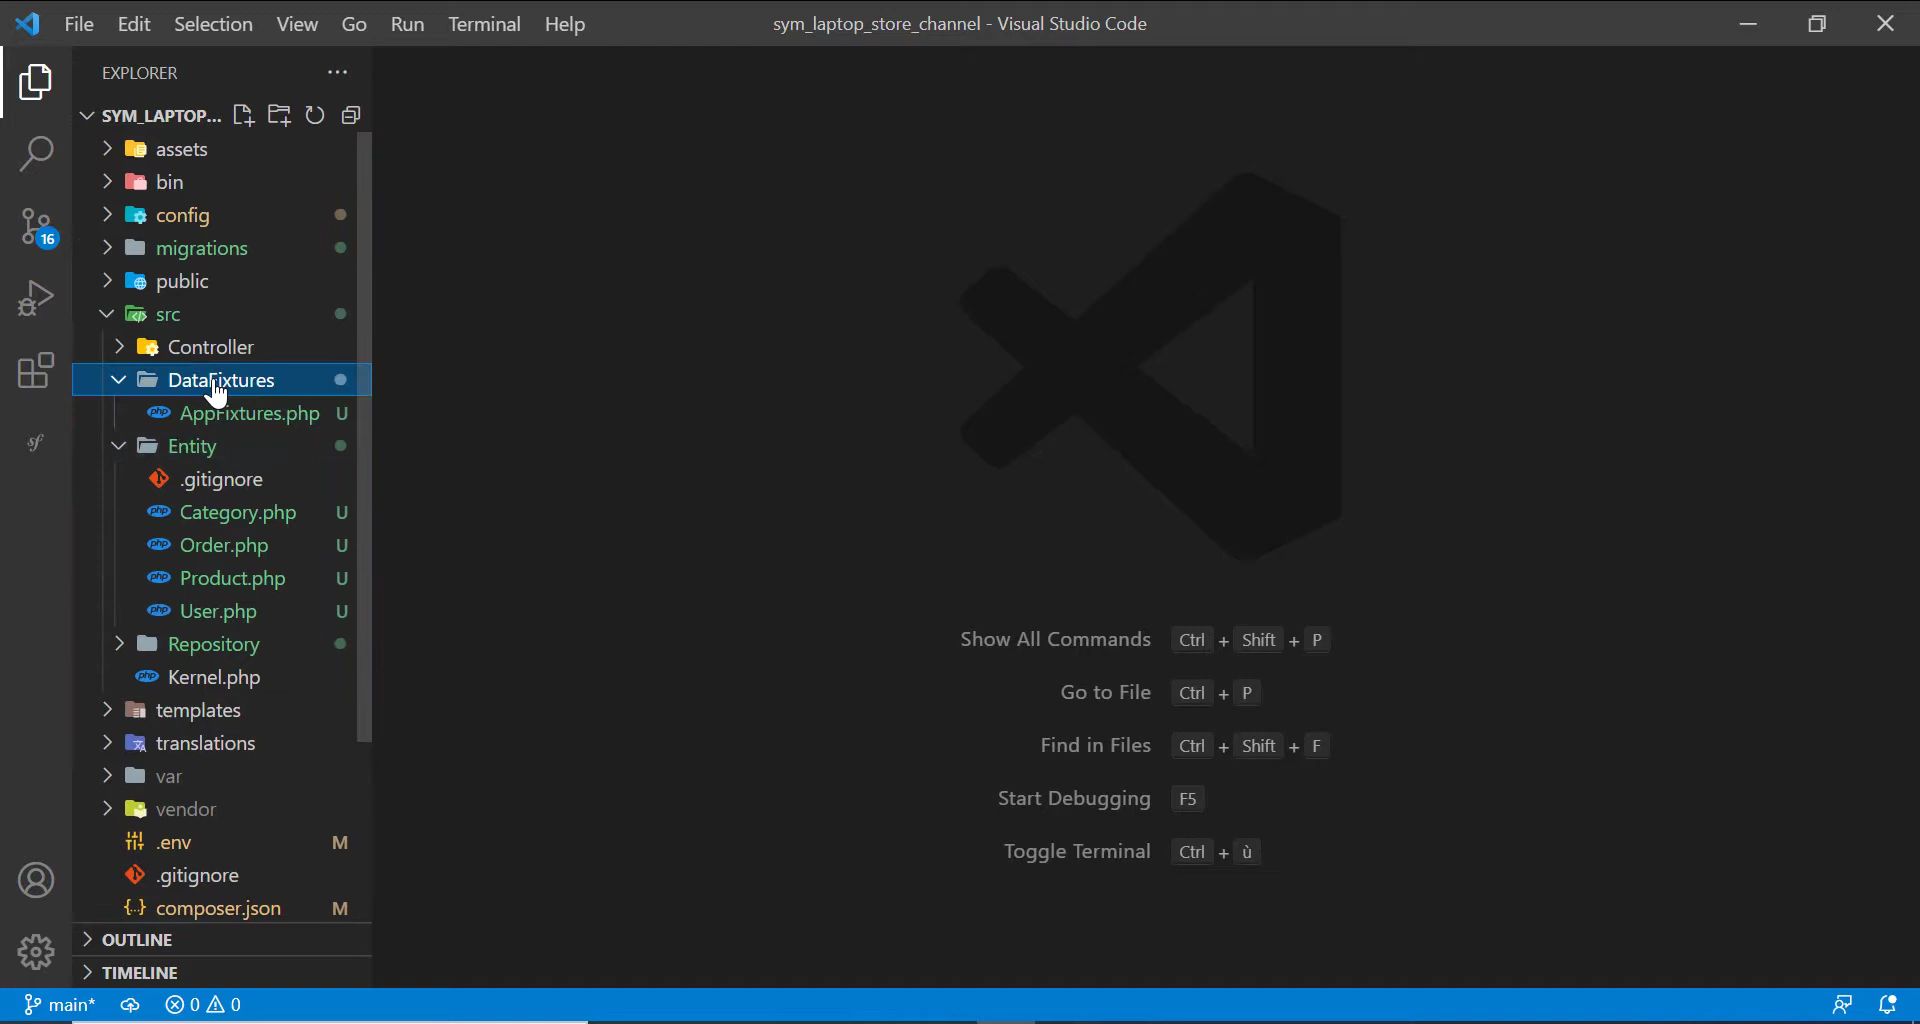 File Edit Selection View Go Run Terminal Help
sym_laptop_store_channel - Visual Studio Code
EXPLORER
SYM_LAPTOP...
assets
bin
config
migrations
public
src
Controller
DataFixtures
AppFixtures.php U
Entity
.gitignore
Category.php U
Order.php U
Product.php U
User.php U
Repository
Kernel.php
templates
translations
var
vendor
.env M
.gitignore
composer.json M
OUTLINE
TIMELINE
16
sf
Show All Commands Ctrl + Shift + P
Go to File Ctrl + P
Find in Files Ctrl + Shift + F
Start Debugging F5
Toggle Terminal Ctrl + ù
main* 0 0